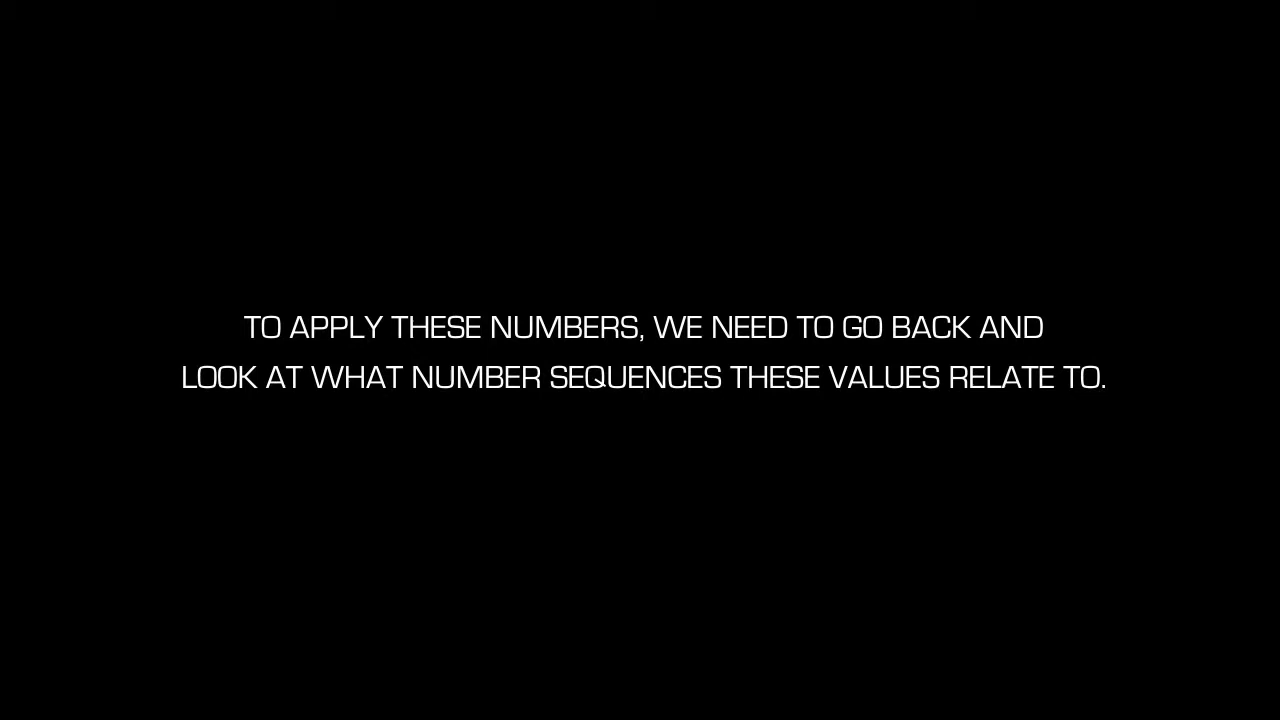 TO APPLY THESE NUMBERS, WE NEED TO GO BACK AND
LOOK AT WHAT NUMBER SEQUENCES THESE VALUES RELATE TO.